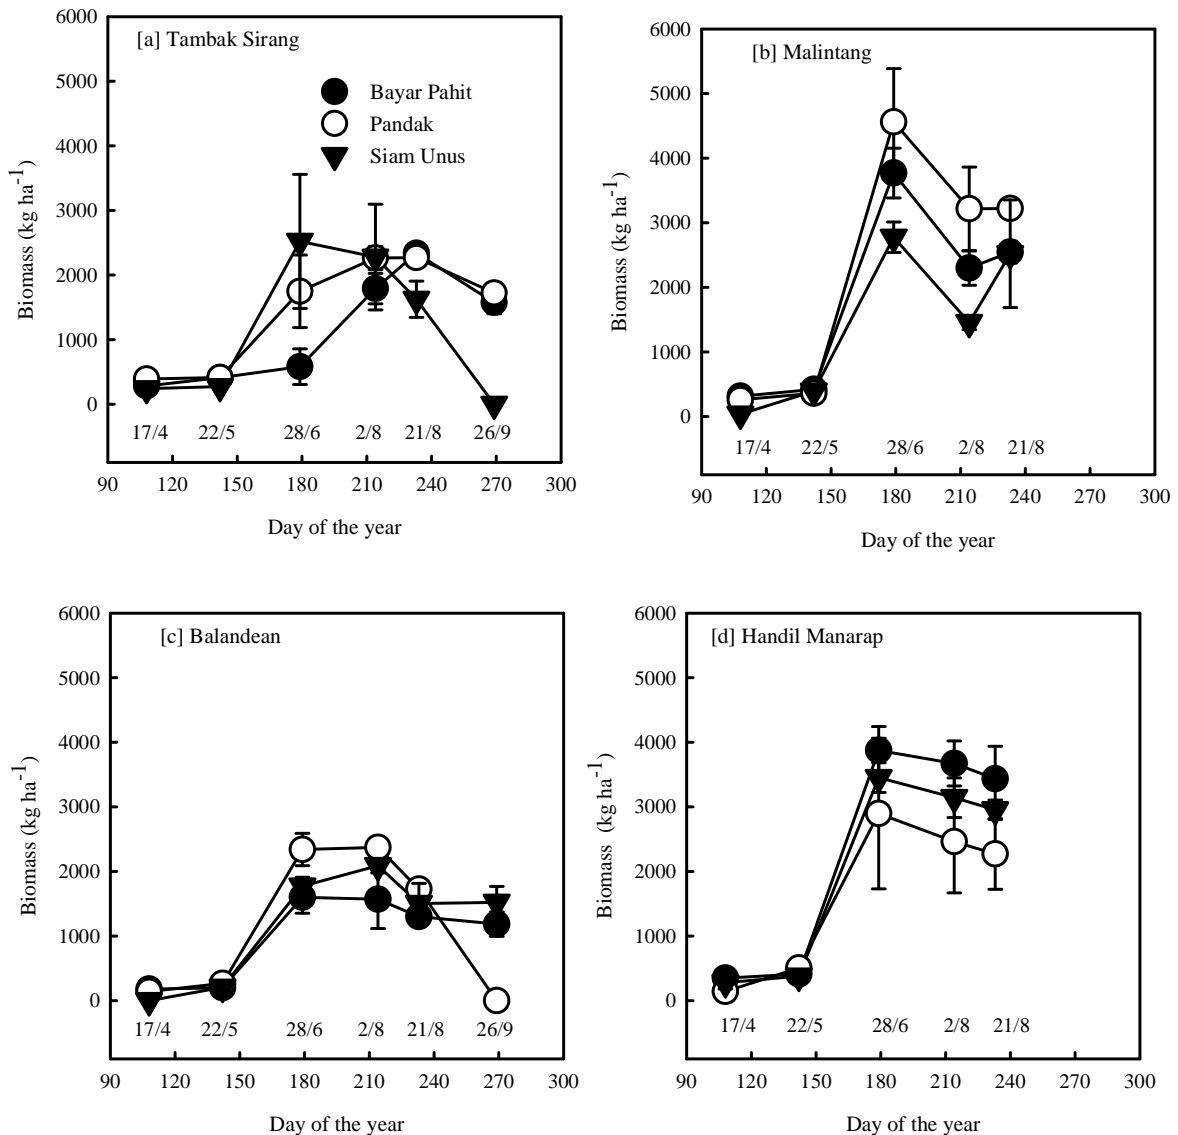 [a] Tambak Sirang
Bayar Pahit
Pandak
Siam Unus
6000
5000
4000
3000
2000
1000
0
Biomass (kg ha⁻¹)
17/4 22/5 28/6 2/8 21/8 26/9
90 120 150 180 210 240 270 300
Day of the year
[b] Malintang
6000
5000
4000
3000
2000
1000
0
Biomass (kg ha⁻¹)
17/4 22/5 28/6 2/8 21/8
90 120 150 180 210 240 270 300
Day of the year
[c] Balandean
6000
5000
4000
3000
2000
1000
0
Biomass (kg ha⁻¹)
17/4 22/5 28/6 2/8 21/8 26/9
90 120 150 180 210 240 270 300
Day of the year
[d] Handil Manarap
6000
5000
4000
3000
2000
1000
0
Biomass (kg ha⁻¹)
17/4 22/5 28/6 2/8 21/8
90 120 150 180 210 240 270 300
Day of the year